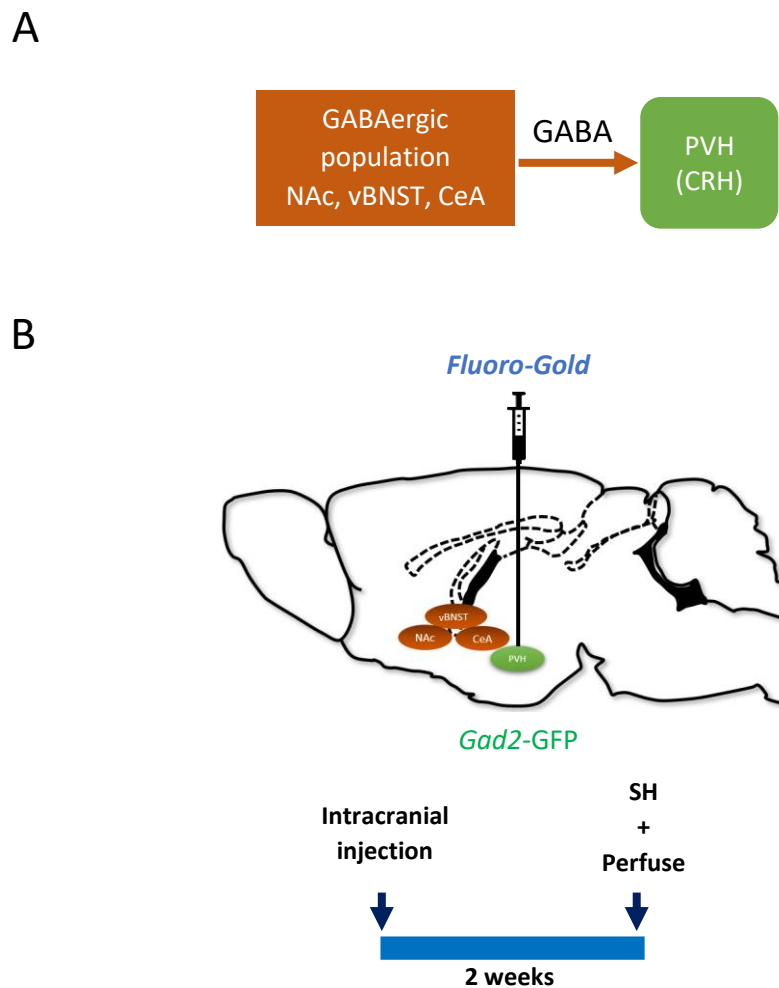 A
GABAergic
population
NAc, vBNST, CeA
GABA
PVH
(CRH)
B
Fluoro-Gold
vBNST
NAc
CeA
PVH
Gad2-GFP
Intracranial
injection
SH
+
Perfuse
2 weeks